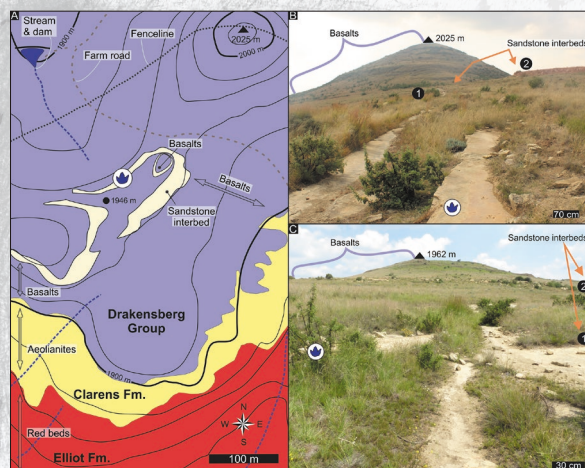 A
Stream
& dam
1900 m
Fenceline
Farm road
2025 m
2000 m
Basalts
1946 m
Basalts
Sandstone
interbed
Basalts
Drakensberg
Group
Aeolianites
1900 m
Clarens Fm.
Red beds
Elliot Fm.
N
W E
S
100 m
B
Basalts
2025 m
Sandstone
interbeds
2
1
70 cm
C
Basalts
1962 m
Sandstone
interbeds
2
1
30 cm